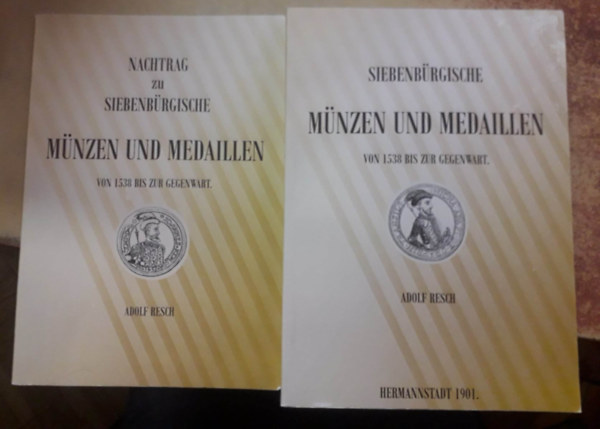 NACHTRAG
zu
SIEBENBÜRGISCHE
MÜNZEN UND MEDAILLEN
VON 1538 BIS ZUR GEGENWART.
ADOLF RESCH
SIEBENBÜRGISCHE
MÜNZEN UND MEDAILLEN
VON 1538 BIS ZUR GEGENWART.
ADOLF RESCH
HERMANNSTADT 1901.